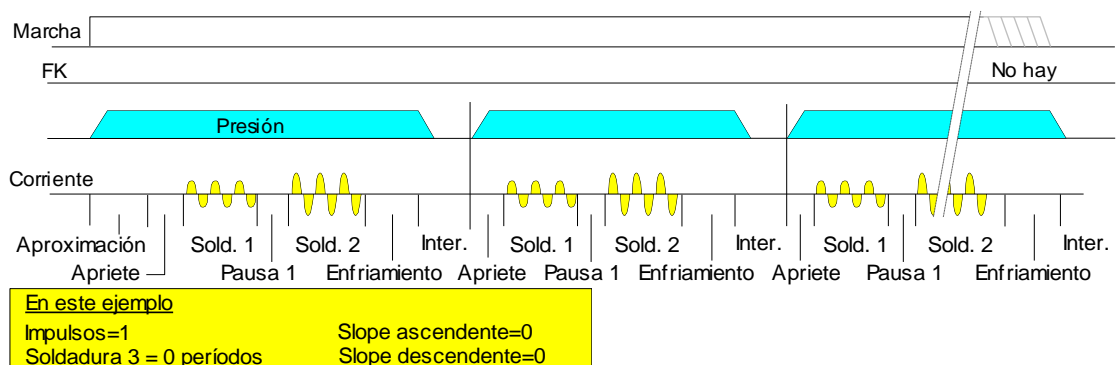 Marcha
FK
No hay
Presión
Corriente
Aproximación Sold. 1 Sold. 2 Inter. Sold. 1 Sold. 2 Inter. Sold. 1 Sold. 2 Inter.
Apriete Pausa 1 Enfriamiento Apriete Pausa 1 Enfriamiento Apriete Pausa 1 Enfriamiento
En este ejemplo
Impulsos=1 Slope ascendente=0
Soldadura 3 = 0 períodos Slope descendente=0